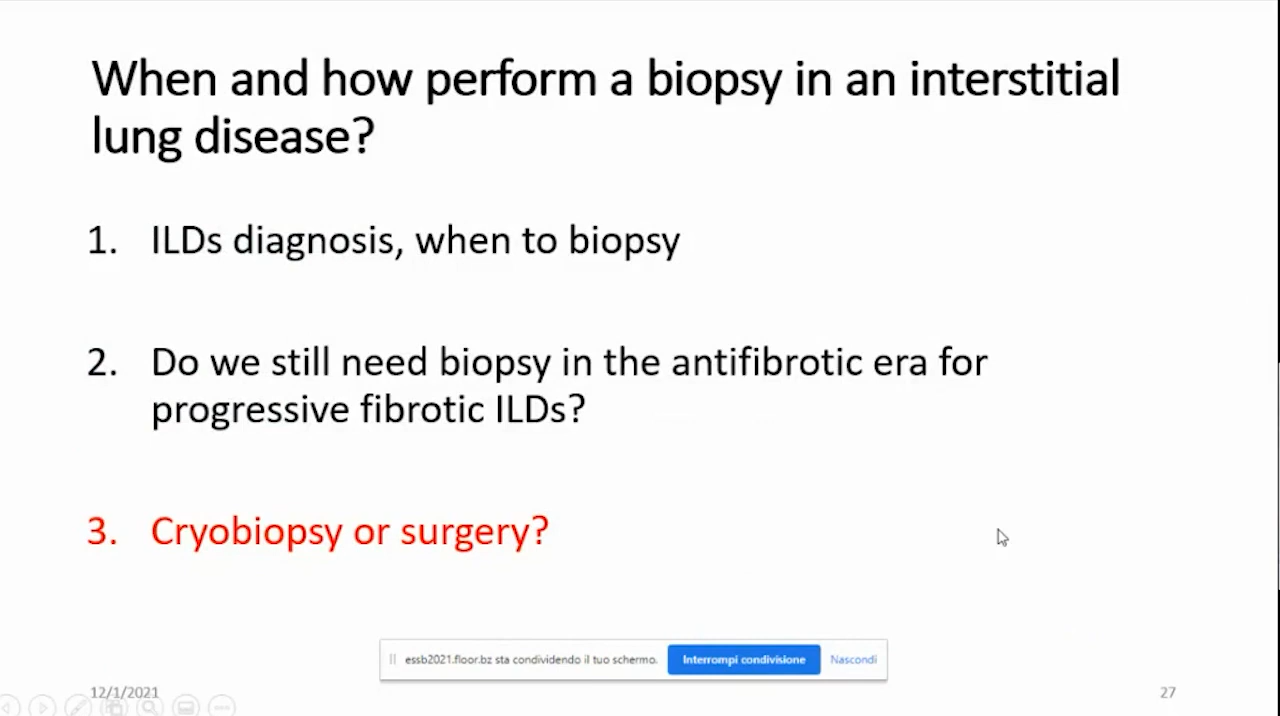 When and how perform a biopsy in an interstitial
lung disease?
1. ILDs diagnosis, when to biopsy
2. Do we still need biopsy in the antifibrotic era for
progressive fibrotic ILDs?
3. Cryobiopsy or surgery?
essb2021.floor.bz sta condividendo il tuo schermo. Interrompi condivisione Nascondi
12/1/2021 27